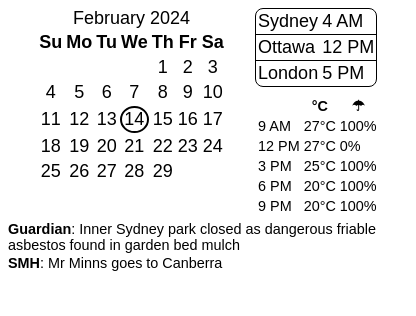 February 2024
Su Mo Tu We Th Fr Sa
1 2 3
4 5 6 7 8 9 10
11 12 13 14 15 16 17
18 19 20 21 22 23 24
25 26 27 28 29
Sydney 4 AM
Ottawa 12 PM
London 5 PM
°C ☂
9 AM 27°C 100%
12 PM 27°C 0%
3 PM 25°C 100%
6 PM 20°C 100%
9 PM 20°C 100%
Guardian: Inner Sydney park closed as dangerous friable
asbestos found in garden bed mulch
SMH: Mr Minns goes to Canberra